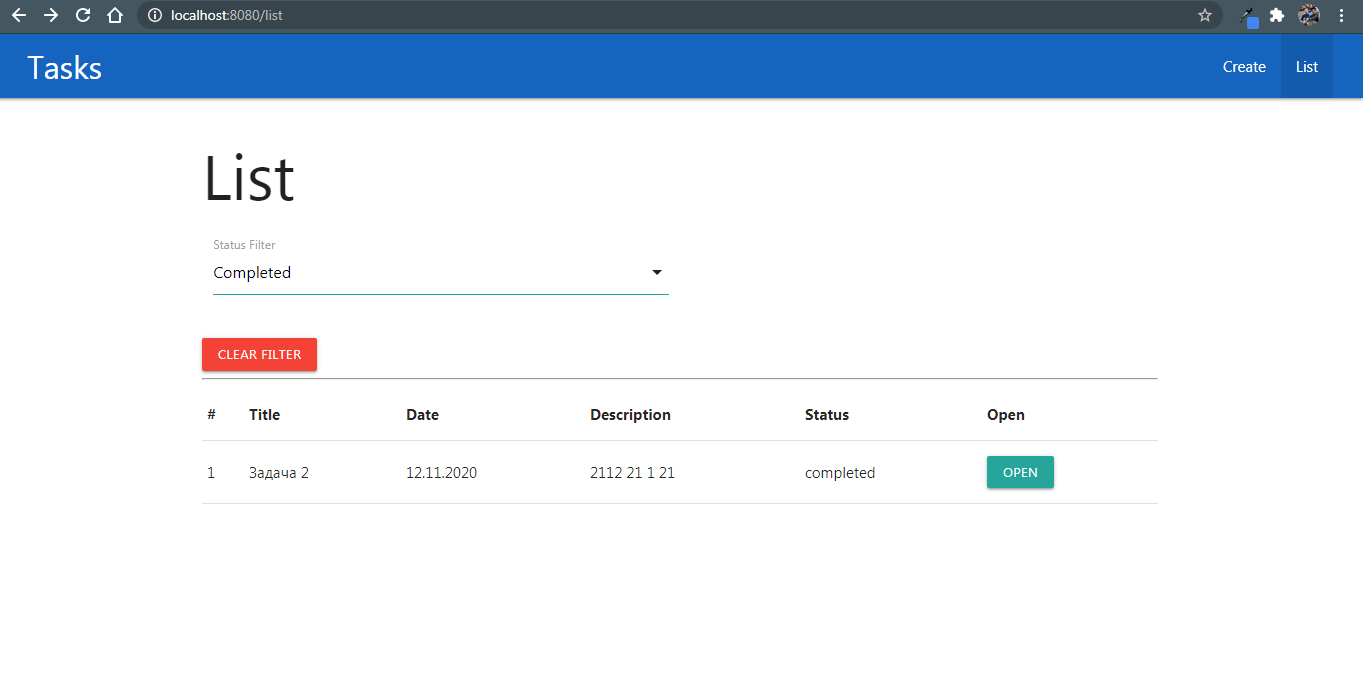 localhost:8080/list
Tasks Create List
List
Status Filter
Completed
CLEAR FILTER
# Title Date Description Status Open
1 Задача 2 12.11.2020 2112 21 1 21 completed OPEN